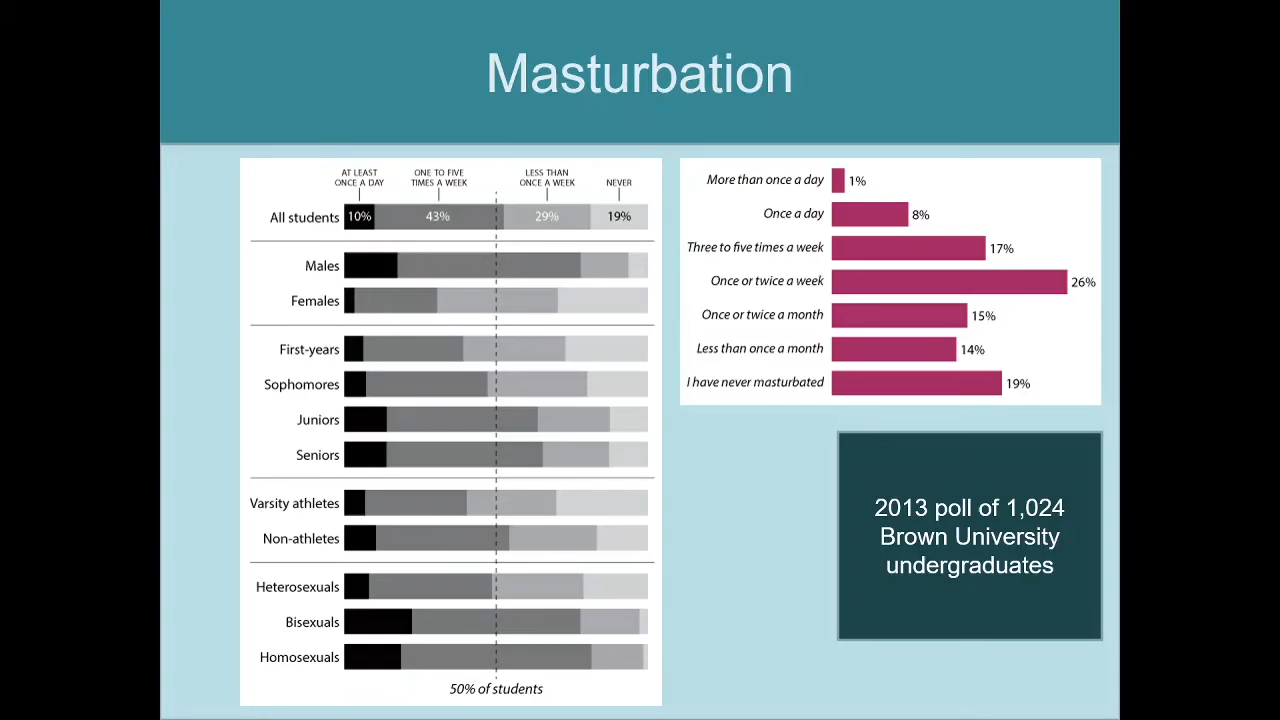 Masturbation
AT LEAST
ONCE A DAY
ONE TO FIVE
TIMES A WEEK
LESS THAN
ONCE A WEEK
NEVER
All students 10% 43% 29% 19%
Males
Females
First-years
Sophomores
Juniors
Seniors
Varsity athletes
Non-athletes
Heterosexuals
Bisexuals
Homosexuals
50% of students
More than once a day 1%
Once a day 8%
Three to five times a week 17%
Once or twice a week 26%
Once or twice a month 15%
Less than once a month 14%
I have never masturbated 19%
2013 poll of 1,024
Brown University
undergraduates